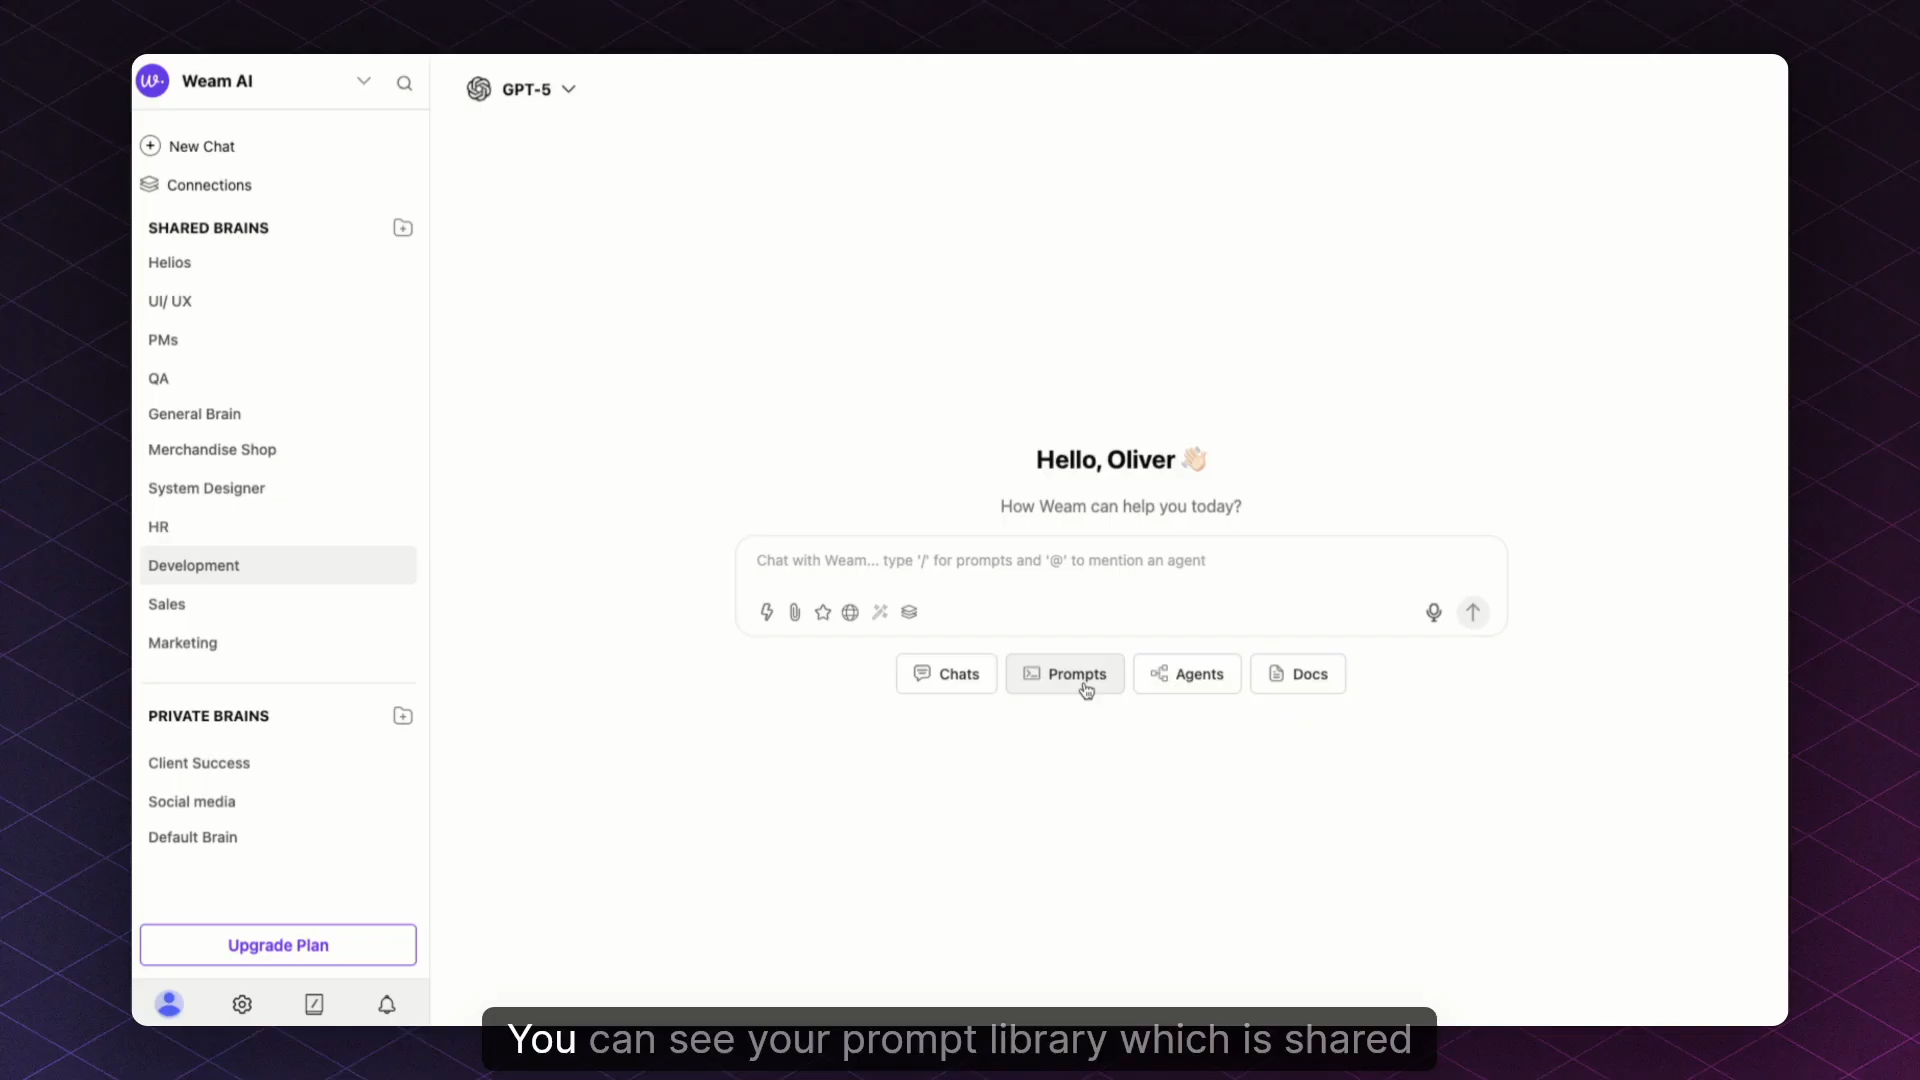 w.
Weam AI
New Chat
Connections
SHARED BRAINS
Helios
UI/ UX
PMs
QA
General Brain
Merchandise Shop
System Designer
HR
Development
Sales
Marketing
PRIVATE BRAINS
Client Success
Social media
Default Brain
Upgrade Plan
GPT-5
Hello, Oliver 👋🏻
How Weam can help you today?
Chat with Weam... type '/' for prompts and '@' to mention an agent
Chats
Prompts
Agents
Docs
You can see your prompt library which is shared